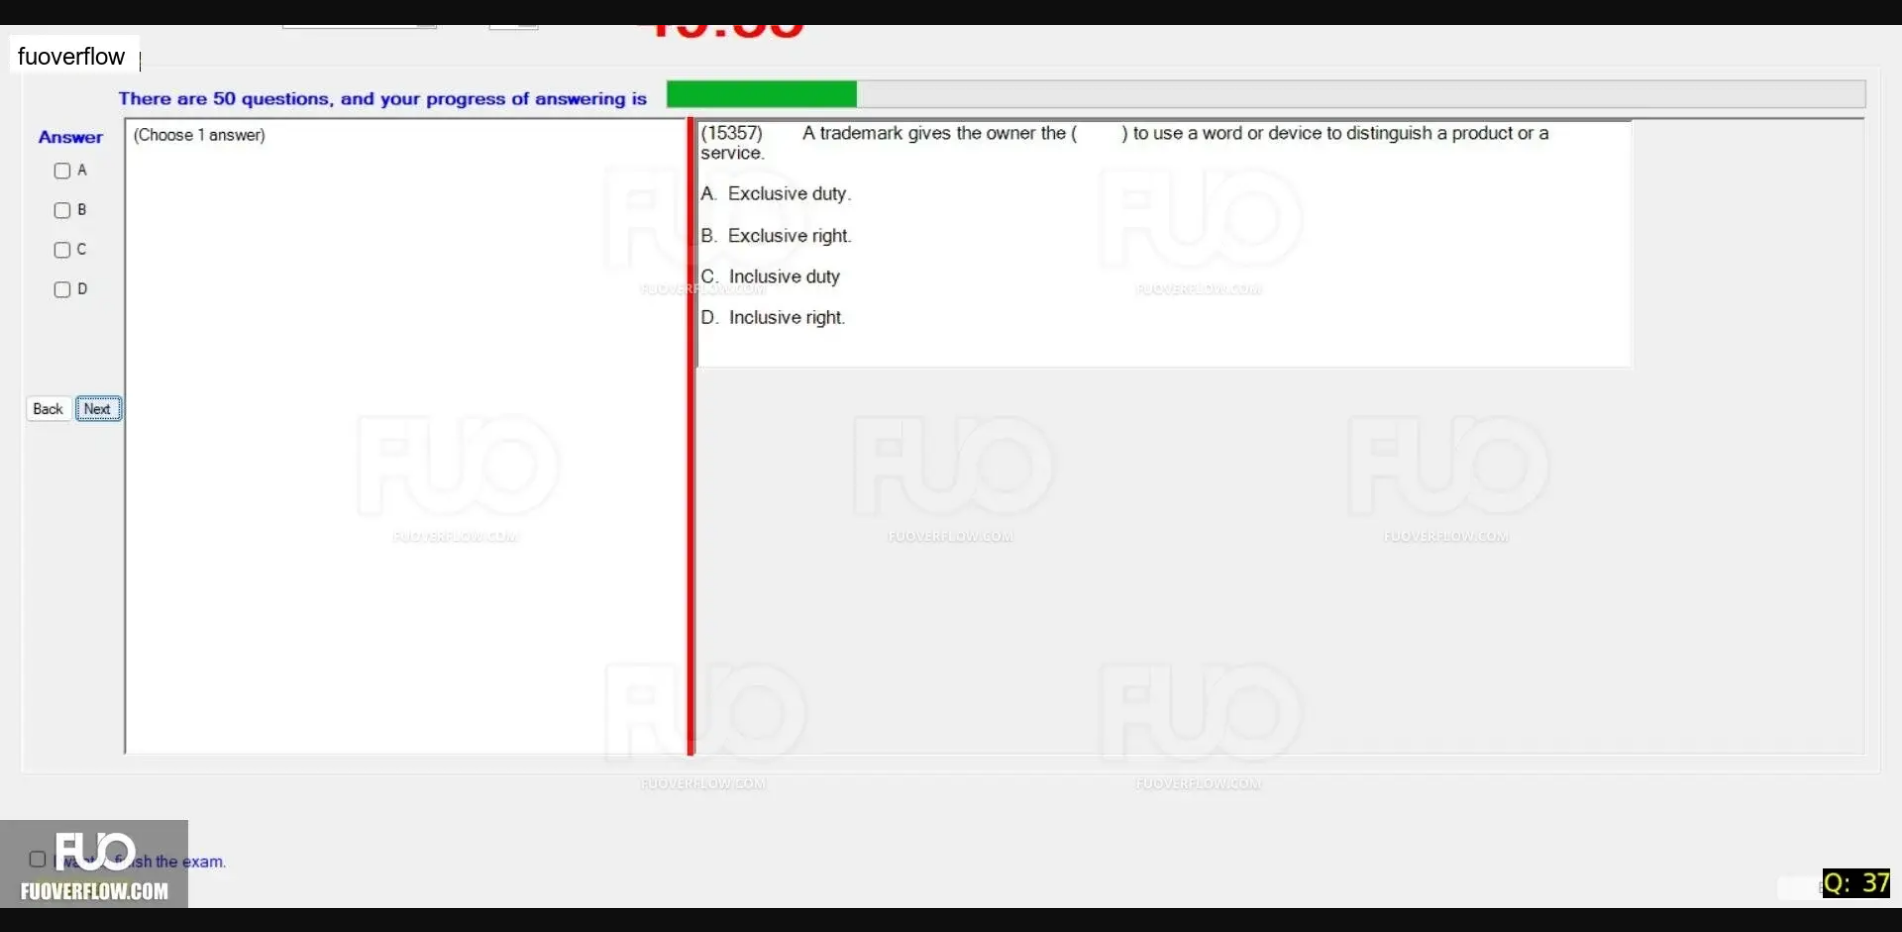 fuoverflow
There are 50 questions, and your progress of answering is
Answer
(Choose 1 answer)
A
B
C
D
Back Next
(15357) A trademark gives the owner the ( ) to use a word or device to distinguish a product or a
service.
A. Exclusive duty.
B. Exclusive right.
C. Inclusive duty
D. Inclusive right.
FUO
FUOVERFLOW.COM
FUO
FUOVERFLOW.COM
FUO
FUOVERFLOW.COM
FUO
FUOVERFLOW.COM
FUO
FUOVERFLOW.COM
FUO
FUOVERFLOW.COM
FUO
FUOVERFLOW.COM
the exam.
FUO
FUOVERFLOW.COM
Q: 37